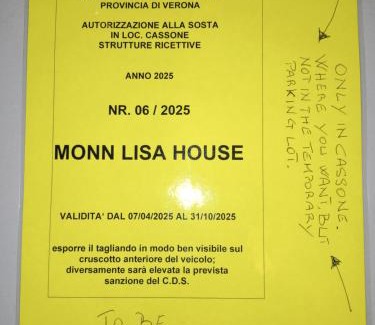 PROVINCIA DI VERONA
AUTORIZZAZIONE ALLA SOSTA
IN LOC. CASSONE
STRUTTURE RICETTIVE
ANNO 2025
NR. 06 / 2025
MONN LISA HOUSE
VALIDITA' DAL 07/04/2025 AL 31/10/2025
esporre il tagliando in modo ben visibile sul
cruscotto anteriore del veicolo;
diversamente sarà elevata la prevista
sanzione del C.D.S.
ONLY IN CASSONE.
WHERE YOU WANT, BUT
NOT IN THE TEMPORARY
PARKING LOT.
TO BE